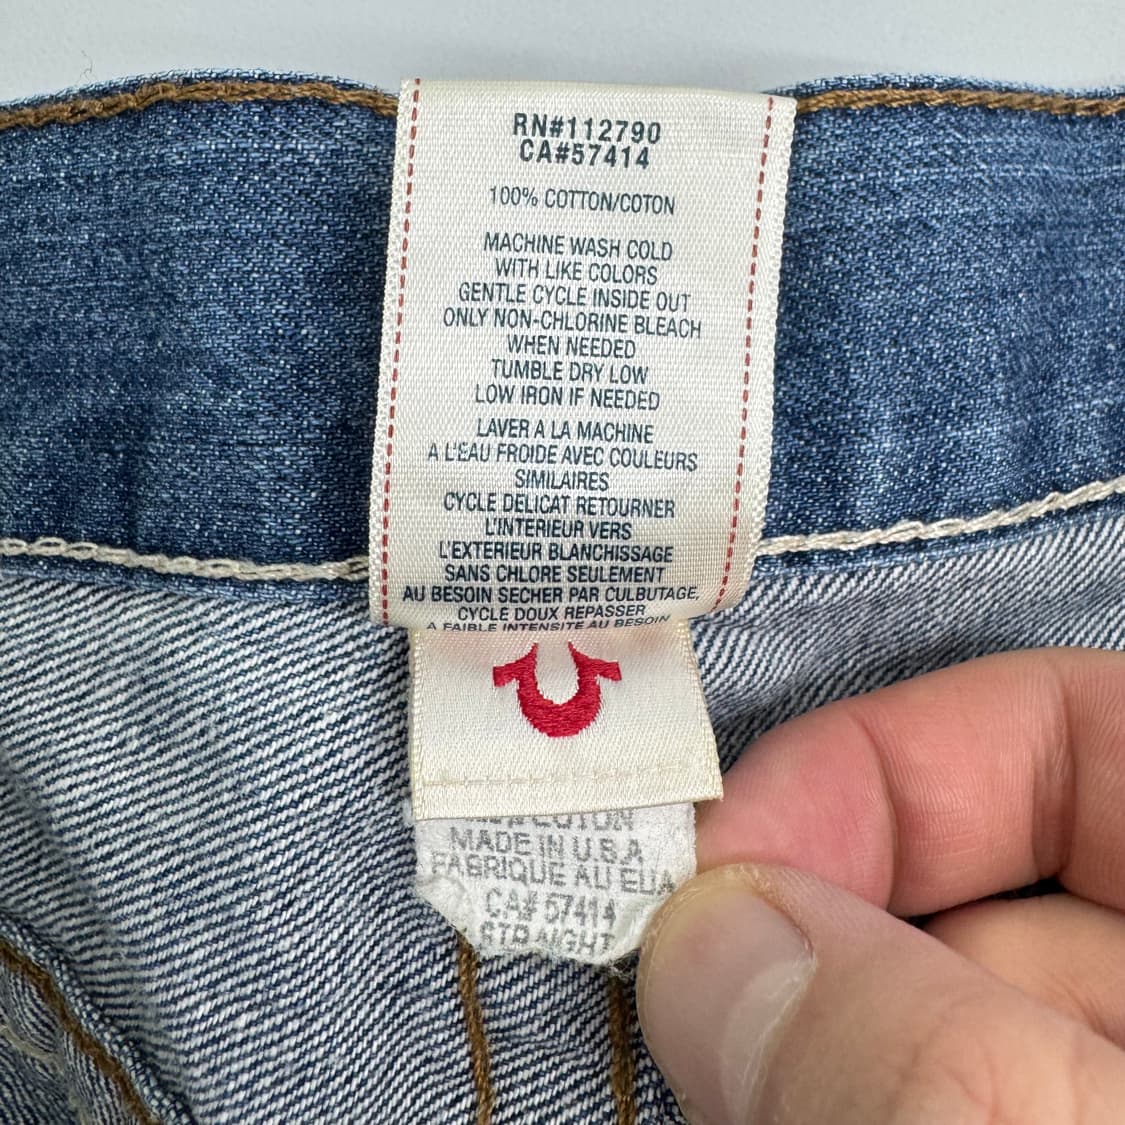 RN#112790
CA#57414
100% COTTON/COTON
MACHINE WASH COLD
WITH LIKE COLORS
GENTLE CYCLE INSIDE OUT
ONLY NON-CHLORINE BLEACH
WHEN NEEDED
TUMBLE DRY LOW
LOW IRON IF NEEDED
LAVER A LA MACHINE
A L'EAU FROIDE AVEC COULEURS
SIMILAIRES
CYCLE DELICAT RETOURNER
L'INTERIEUR VERS
L'EXTERIEUR BLANCHISSAGE
SANS CHLORE SEULEMENT
AU BESOIN SECHER PAR CULBUTAGE,
CYCLE DOUX REPASSER
A FAIBLE INTENSITE AU BESOIN
MADE IN U.S.A
FABRIQUE AU EUA
CA# 57414
STRAIGHT